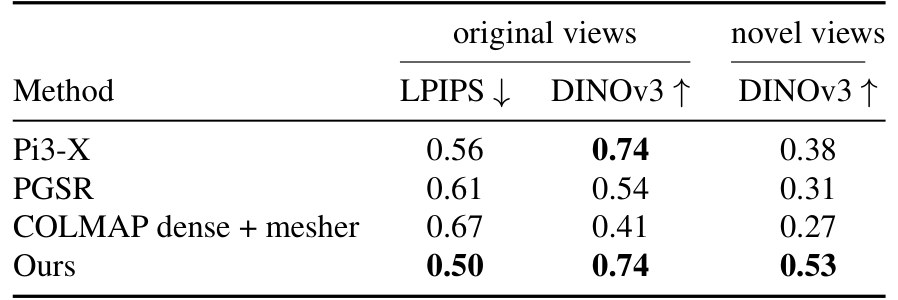 original views novel views
Method LPIPS ↓ DINOv3 ↑ DINOv3 ↑
Pi3-X 0.56 0.74 0.38
PGSR 0.61 0.54 0.31
COLMAP dense + mesher 0.67 0.41 0.27
Ours 0.50 0.74 0.53